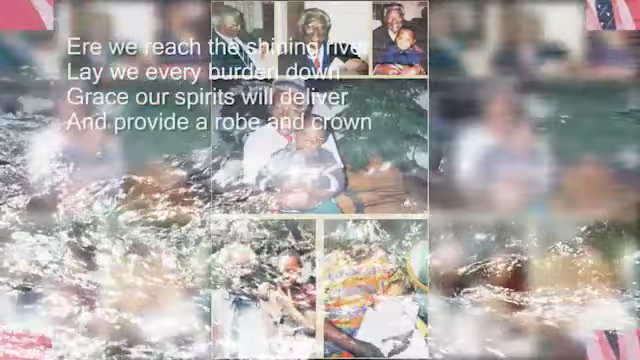 Ere we reach the shining river
Lay we every burden down
Grace our spirits will deliver
And provide a robe and crown